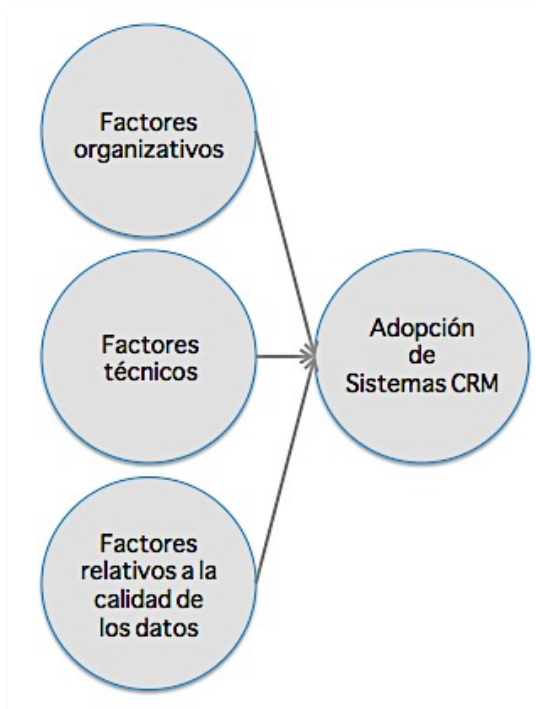 Factores
organizativos
Factores
técnicos
Adopción
de
Sistemas CRM
Factores
relativos a la
calidad de
los datos